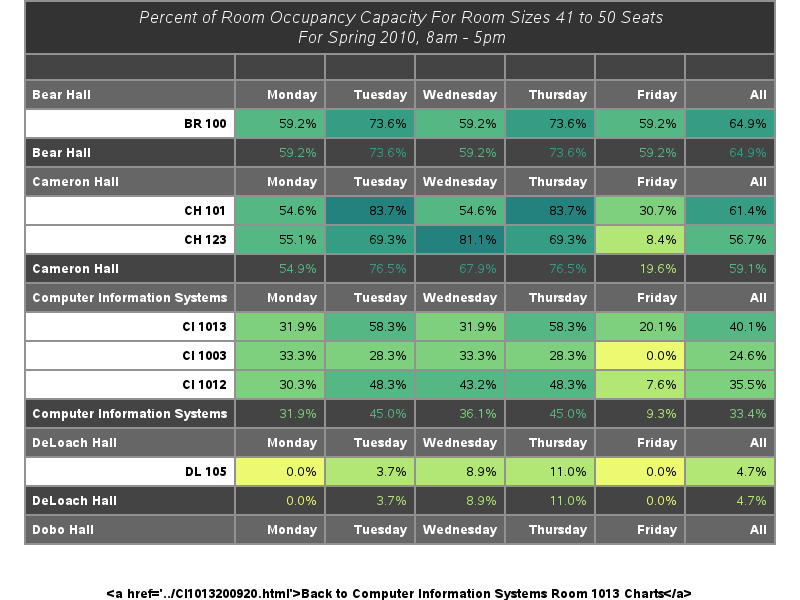 Percent of Room Occupancy Capacity For Room Sizes 41 to 50 Seats
For Spring 2010, 8am - 5pm
Bear Hall Monday Tuesday Wednesday Thursday Friday All
BR 100 59.2% 73.6% 59.2% 73.6% 59.2% 64.9%
Bear Hall 59.2% 73.6% 59.2% 73.6% 59.2% 64.9%
Cameron Hall Monday Tuesday Wednesday Thursday Friday All
CH 101 54.6% 83.7% 54.6% 83.7% 30.7% 61.4%
CH 123 55.1% 69.3% 81.1% 69.3% 8.4% 56.7%
Cameron Hall 54.9% 76.5% 67.9% 76.5% 19.6% 59.1%
Computer Information Systems Monday Tuesday Wednesday Thursday Friday All
CI 1013 31.9% 58.3% 31.9% 58.3% 20.1% 40.1%
CI 1003 33.3% 28.3% 33.3% 28.3% 0.0% 24.6%
CI 1012 30.3% 48.3% 43.2% 48.3% 7.6% 35.5%
Computer Information Systems 31.9% 45.0% 36.1% 45.0% 9.3% 33.4%
DeLoach Hall Monday Tuesday Wednesday Thursday Friday All
DL 105 0.0% 3.7% 8.9% 11.0% 0.0% 4.7%
DeLoach Hall 0.0% 3.7% 8.9% 11.0% 0.0% 4.7%
Dobo Hall Monday Tuesday Wednesday Thursday Friday All
&lt;a href='../CI1013200920.html'&gt;Back to Computer Information Systems Room 1013 Charts&lt;/a&gt;